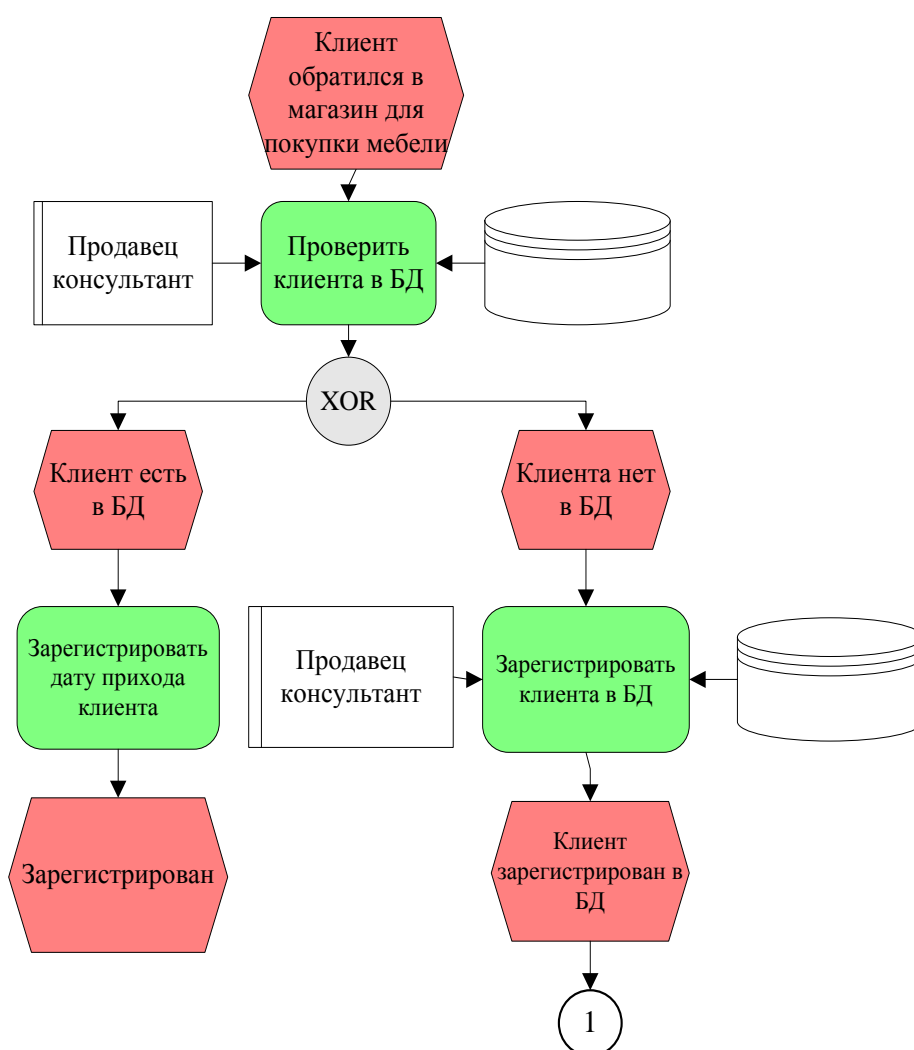 Клиент
обратился в
магазин для
покупки мебели
Продавец
консультант
Проверить
клиента в БД
XOR
Клиент есть
в БД
Клиента нет
в БД
Зарегистрировать
дату прихода
клиента
Продавец
консультант
Зарегистрировать
клиента в БД
Зарегистрирован
Клиент
зарегистрирован в
БД
1